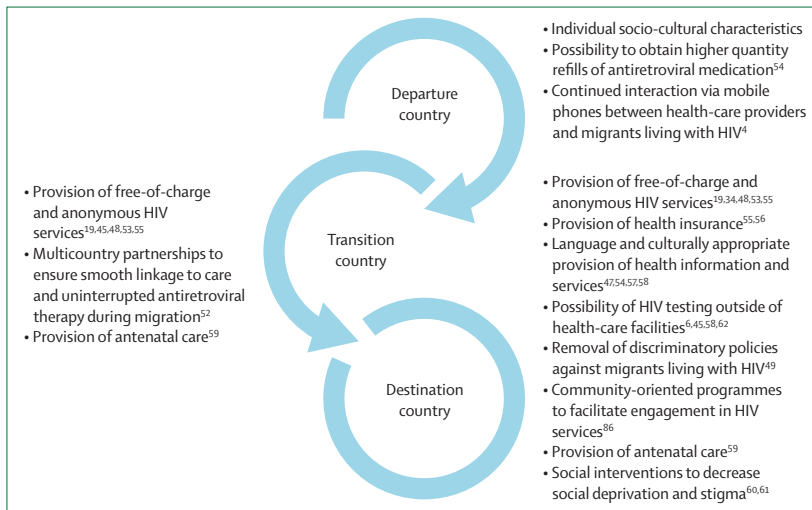 • Individual socio-cultural characteristics
• Possibility to obtain higher quantity
refills of antiretroviral medication54
• Continued interaction via mobile
phones between health-care providers
and migrants living with HIV4
Departure
country
• Provision of free-of-charge
and anonymous HIV
services19,45,48,53,55
• Multicountry partnerships to
ensure smooth linkage to care
and uninterrupted antiretroviral
therapy during migration52
• Provision of antenatal care59
Transition
country
• Provision of free-of-charge and
anonymous HIV services19,34,48,53,55
• Provision of health insurance55,56
• Language and culturally appropriate
provision of health information and
services47,54,57,58
• Possibility of HIV testing outside of
health-care facilities6,45,58,62
• Removal of discriminatory policies
against migrants living with HIV49
• Community-oriented programmes
to facilitate engagement in HIV
services86
• Provision of antenatal care59
• Social interventions to decrease
social deprivation and stigma60,61
Destination
country